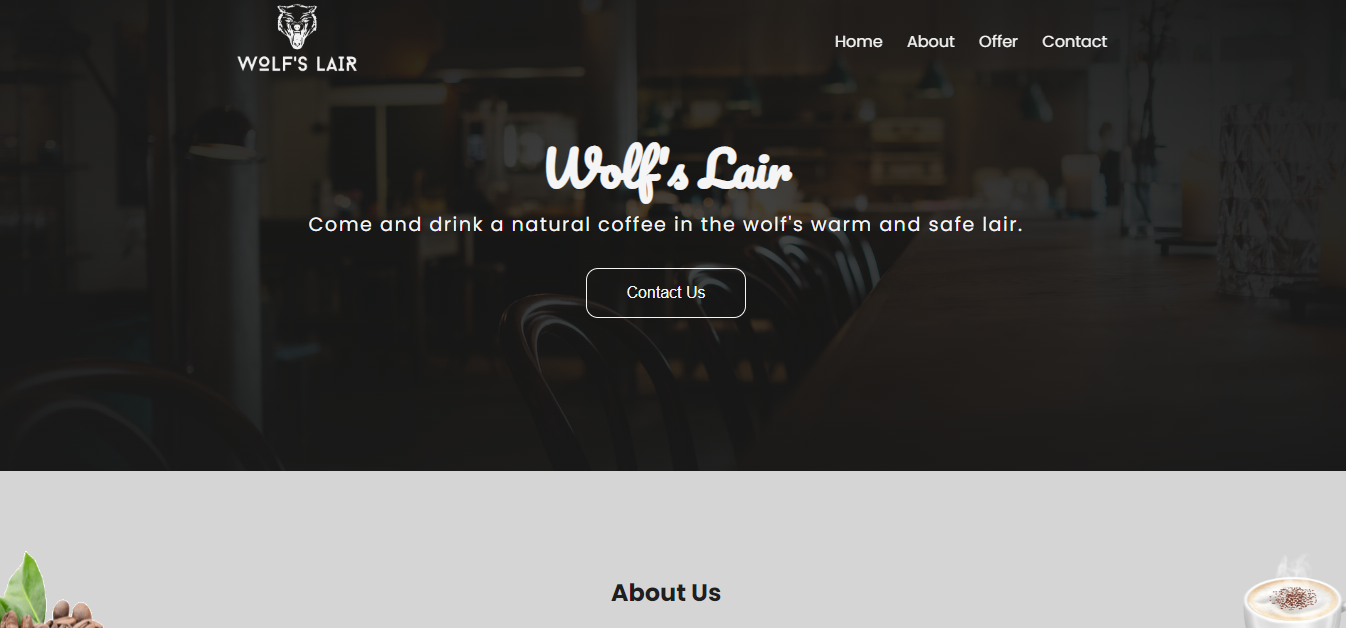 WOLF'S LAIR
Home About Offer Contact
Wolf's Lair
Come and drink a natural coffee in the wolf's warm and safe lair.
Contact Us
About Us